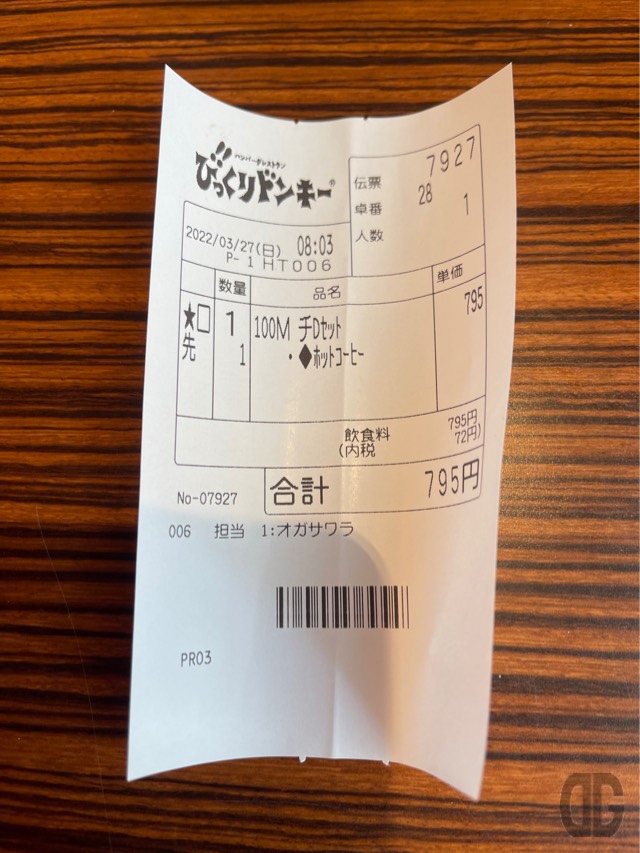 ハンバーグレストラン
びっくりドンキー®
伝票 7927
卓番 28
人数 1
2022/03/27(日) 08:03
P- 1 HT006
数量 品名 単価
★□ 1 100M チDセット 795
先 1 ・◆ホットコーヒー
飲食料 795円
(内税 72円)
合計 795円
No-07927
006 担当 1:オガサワラ
PR03
DG